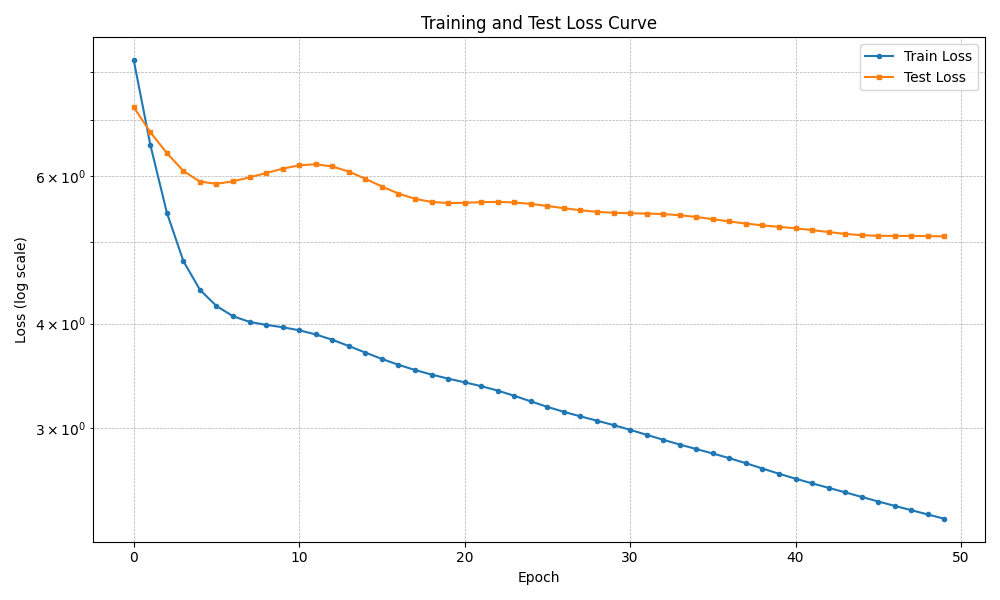 Training and Test Loss Curve
Train Loss
Test Loss
6 × 10⁰
4 × 10⁰
3 × 10⁰
Loss (log scale)
0 10 20 30 40 50
Epoch